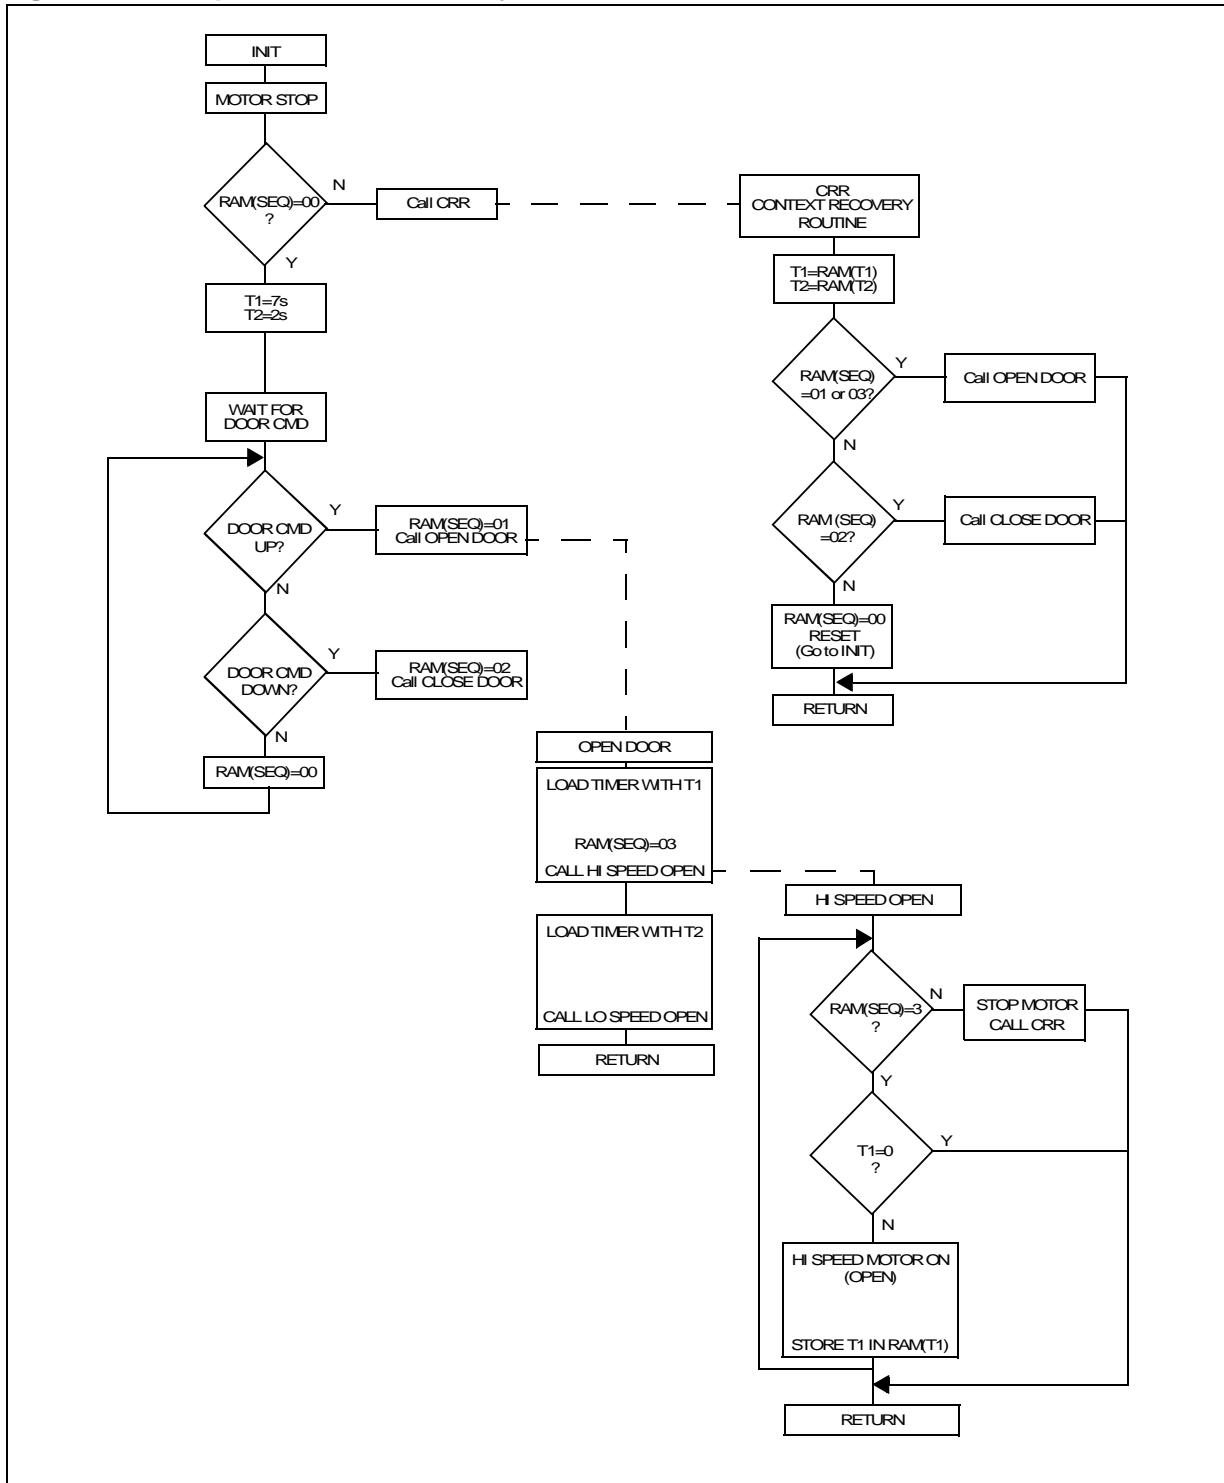 INIT
MOTOR STOP
RAM(SEQ)=00
?
N
Call CRR
Y
T1=7s
T2=2s
WAIT FOR
DOOR CMD
DOOR CMD
UP?
Y
RAM(SEQ)=01
Call OPEN DOOR
N
DOOR CMD
DOWN?
Y
RAM(SEQ)=02
Call CLOSE DOOR
N
RAM(SEQ)=00
CRR
CONTEXT RECOVERY
ROUTINE
T1=RAM(T1)
T2=RAM(T2)
RAM(SEQ)
=01 or 03?
Y
Call OPEN DOOR
N
RAM (SEQ)
=02?
Y
Call CLOSE DOOR
N
RAM(SEQ)=00
RESET
(Go to INIT)
RETURN
OPEN DOOR
LOAD TIMER WITH T1
RAM(SEQ)=03
CALL HI SPEED OPEN
LOAD TIMER WITH T2
CALL LO SPEED OPEN
RETURN
HI SPEED OPEN
RAM(SEQ)=3
?
N
STOP MOTOR
CALL CRR
Y
T1=0
?
Y
N
HI SPEED MOTOR ON
(OPEN)
STORE T1 IN RAM(T1)
RETURN